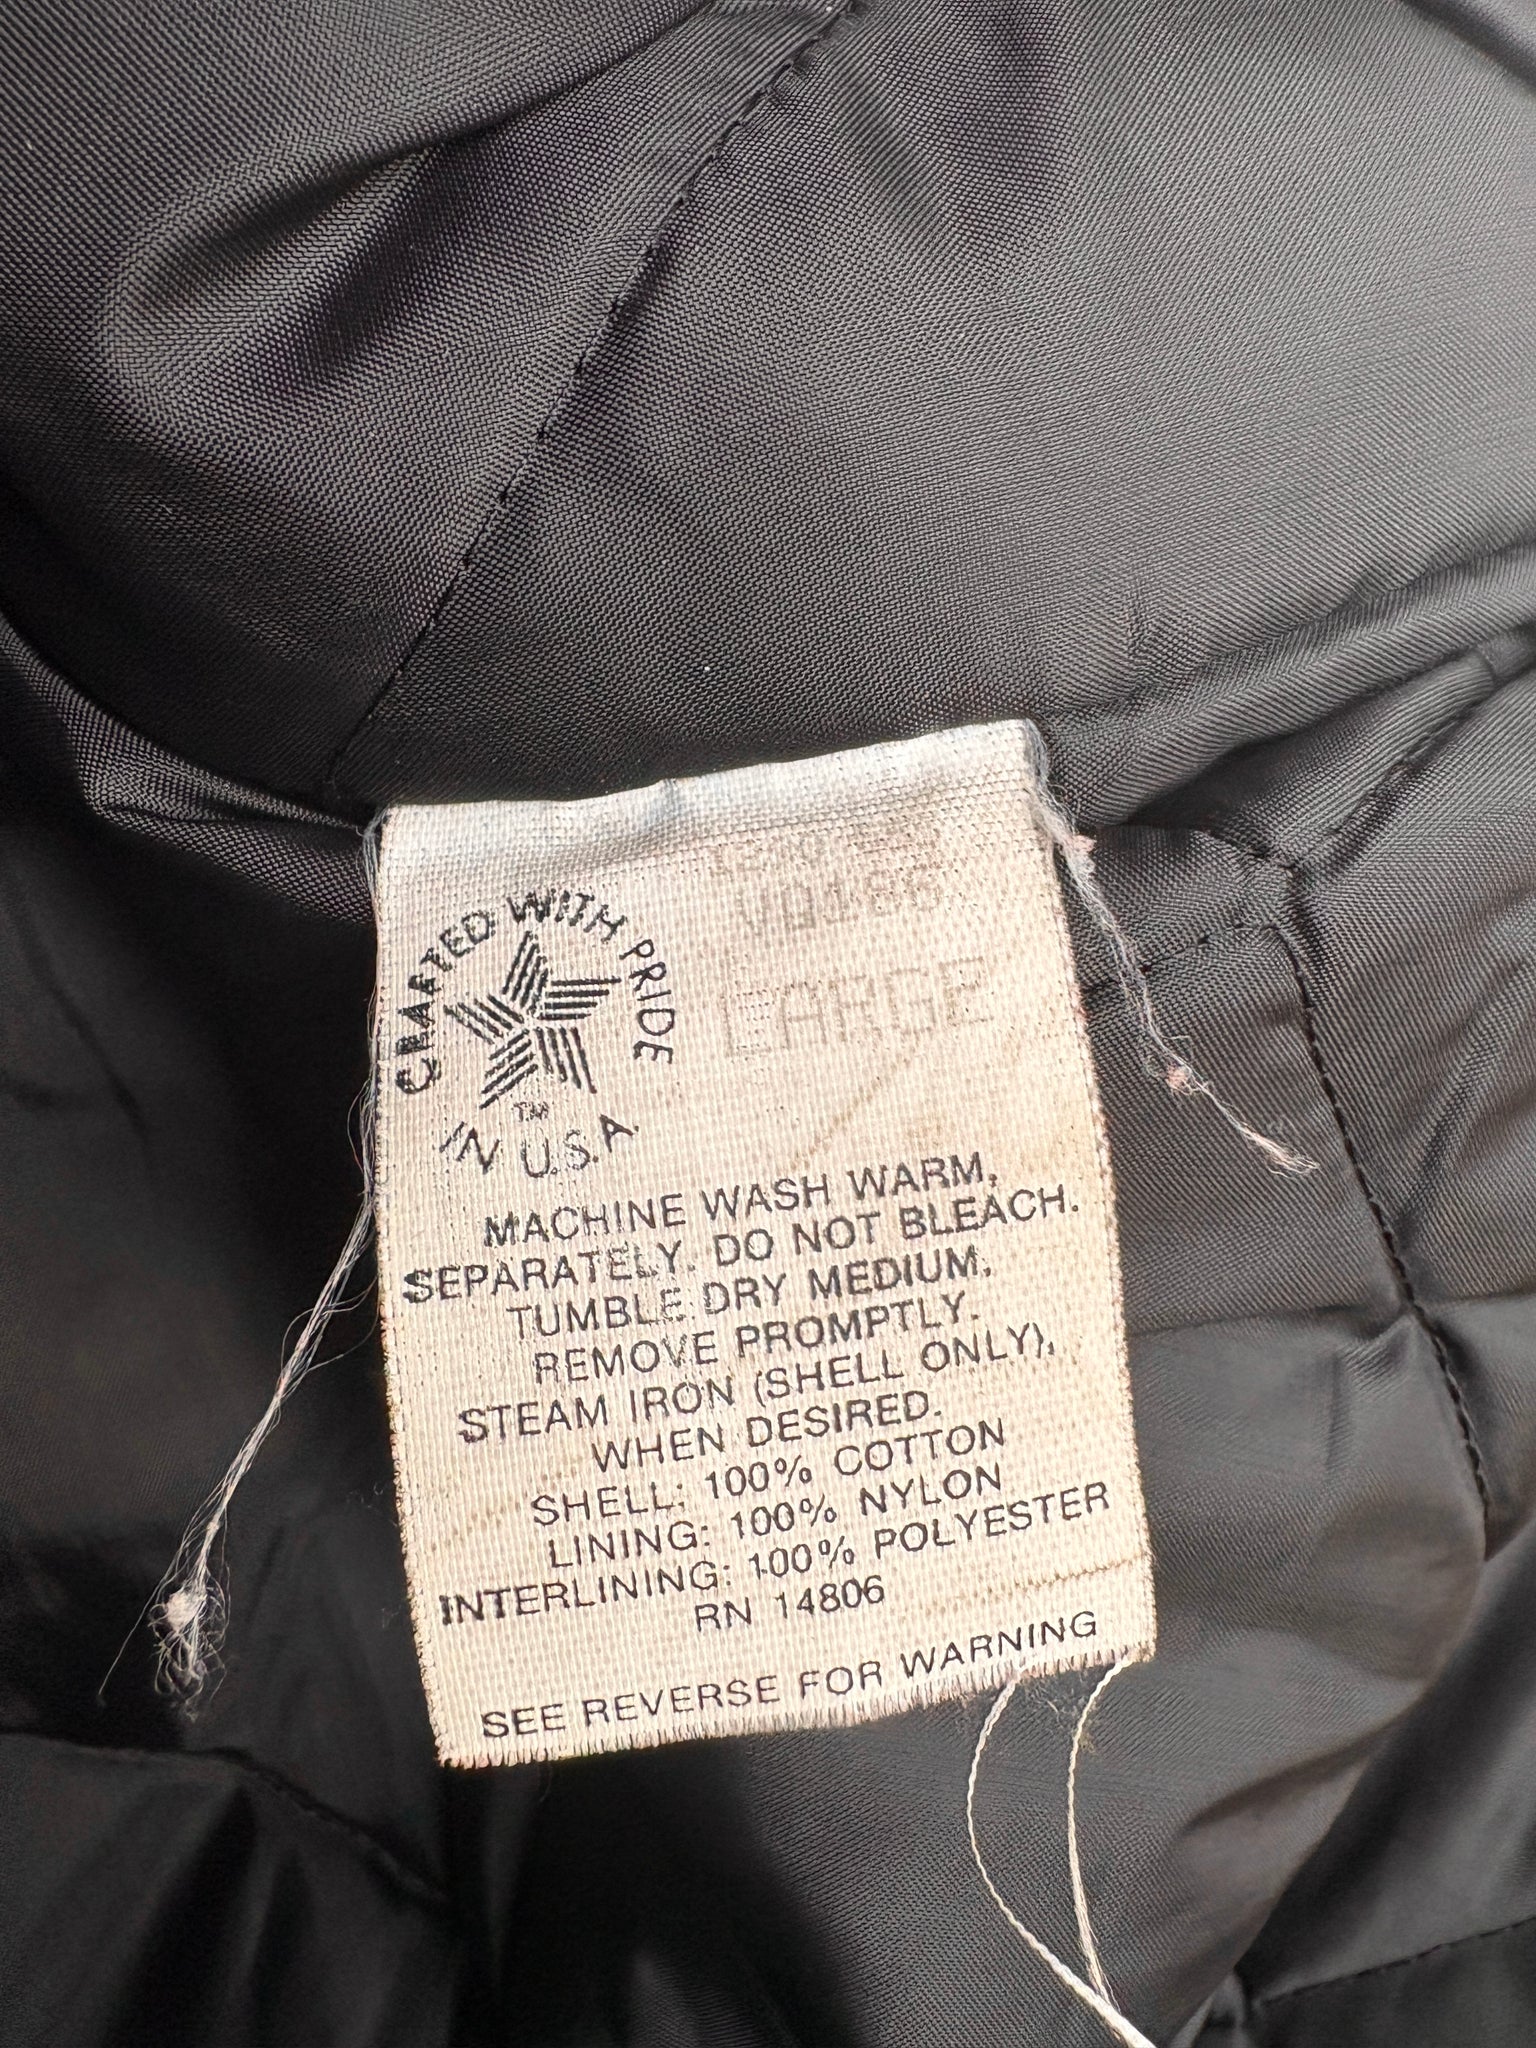 CRAFTED WITH PRIDE
TM
IN U.S.A.
LARGE
MACHINE WASH WARM,
SEPARATELY. DO NOT BLEACH.
TUMBLE DRY MEDIUM,
REMOVE PROMPTLY.
STEAM IRON (SHELL ONLY),
WHEN DESIRED.
SHELL: 100% COTTON
LINING: 100% NYLON
INTERLINING: 100% POLYESTER
RN 14806
SEE REVERSE FOR WARNING